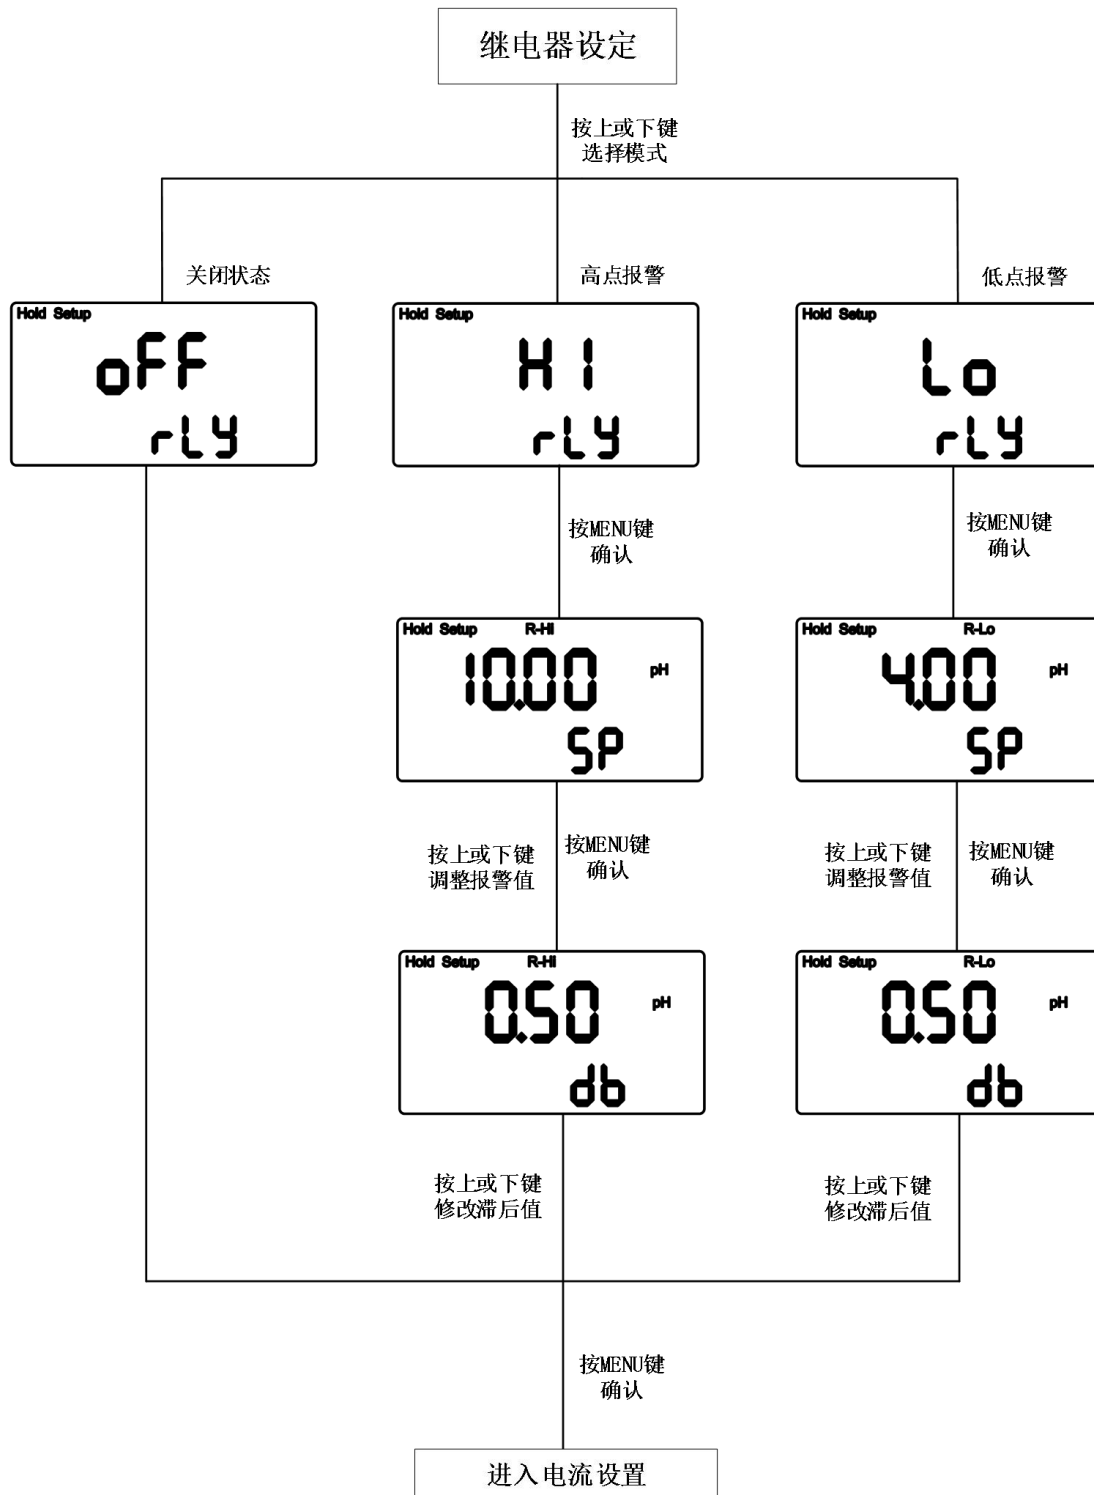 继电器设定
按上或下键
选择模式
关闭状态
高点报警
低点报警
Hold Setup
oFF
rLY
Hold Setup
HI
rLY
Hold Setup
Lo
rLY
按MENU键
确认
按MENU键
确认
Hold Setup R-HI
10.00 pH
SP
Hold Setup R-Lo
4.00 pH
SP
按上或下键
调整报警值
按MENU键
确认
按上或下键
调整报警值
按MENU键
确认
Hold Setup R-HI
0.50 pH
db
Hold Setup R-Lo
0.50 pH
db
按上或下键
修改滞后值
按上或下键
修改滞后值
按MENU键
确认
进入电流设置